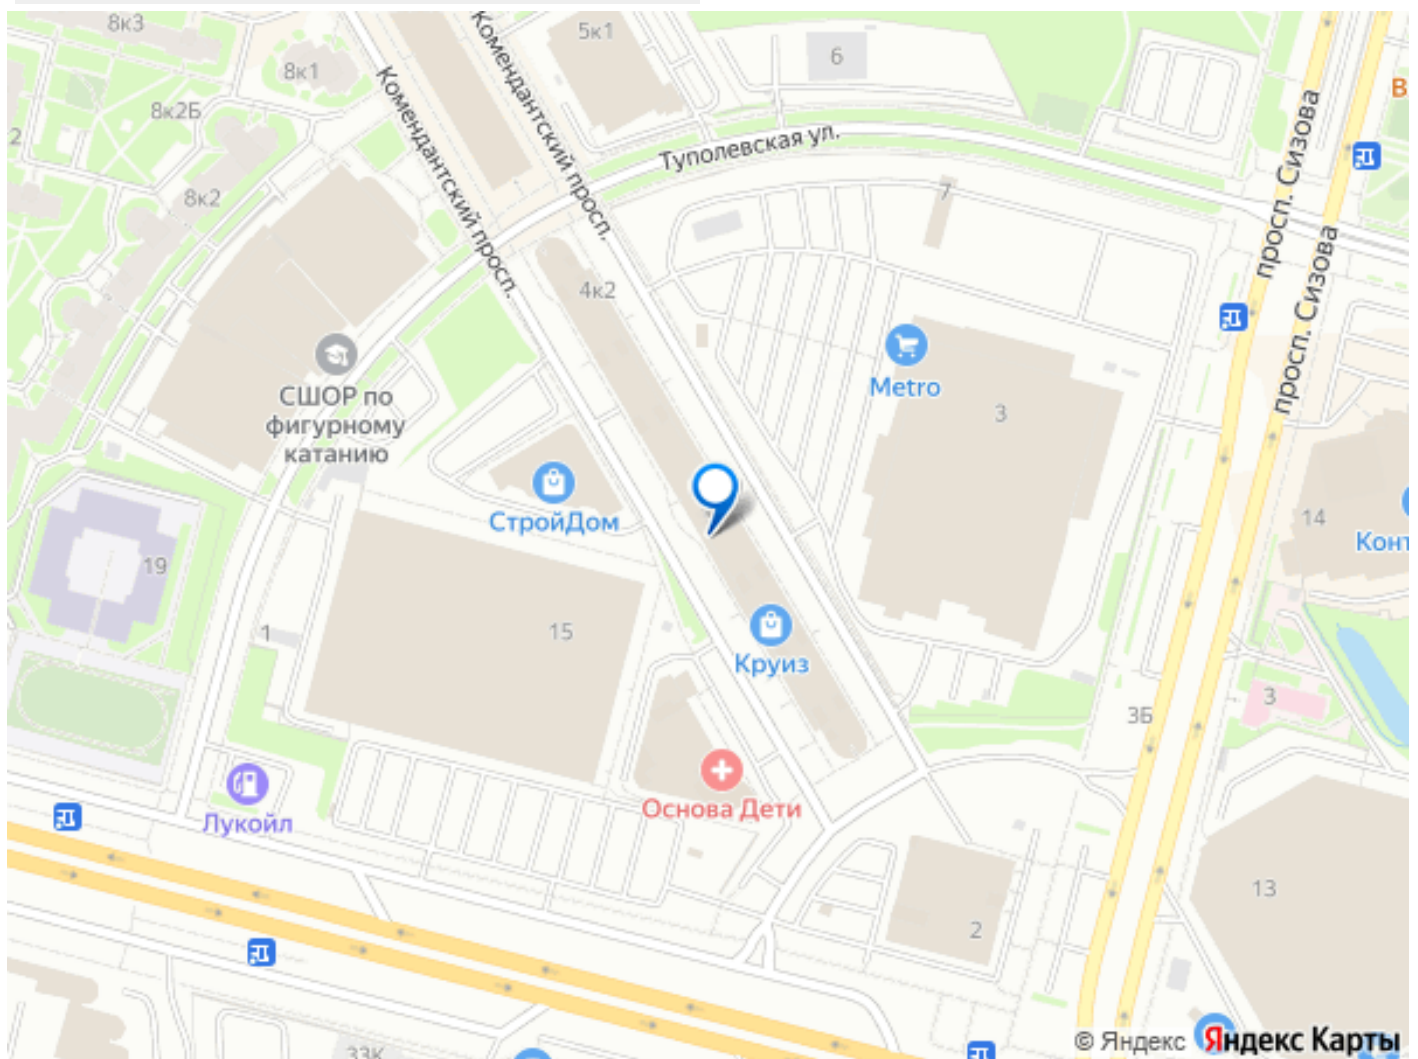 8к3
5к1
6
8к1
В
8к2Б
2
Комендантский просп.
Комендантский просп.
Туполевская ул.
просп. Сизова
8к2
7
просп. Сизова
4к2
Metro
3
СШОР по
фигурному
катанию
СтройДом
14
Конт
19
15
1
Круиз
3
3Б
Основа Дети
Лукойл
13
2
33К
© Яндекс Яндекс Карты